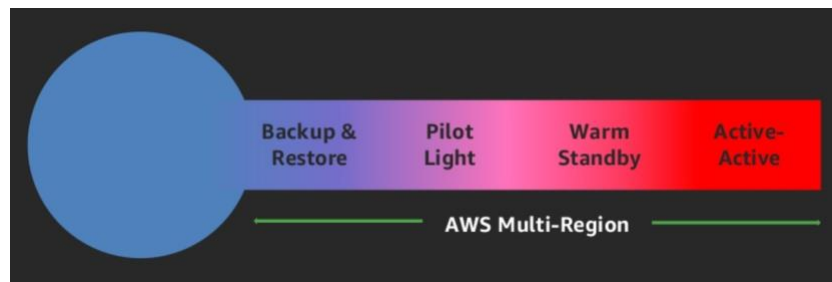 Backup &
Restore
Pilot
Light
Warm
Standby
Active-
Active
AWS Multi-Region